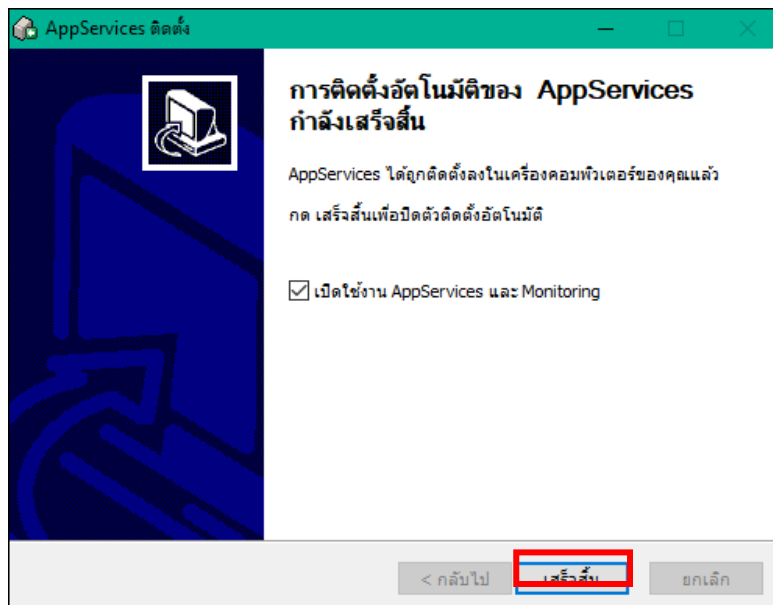 AppServices ติดตั้ง
การติดตั้งอัตโนมัติของ AppServices
กำลังเสร็จสิ้น
AppServices ได้ถูกติดตั้งลงในเครื่องคอมพิวเตอร์ของคุณแล้ว
กด เสร็จสิ้นเพื่อปิดตัวติดตั้งอัตโนมัติ
เปิดใช้งาน AppServices และ Monitoring
< กลับไป เสร็จสิ้น ยกเลิก